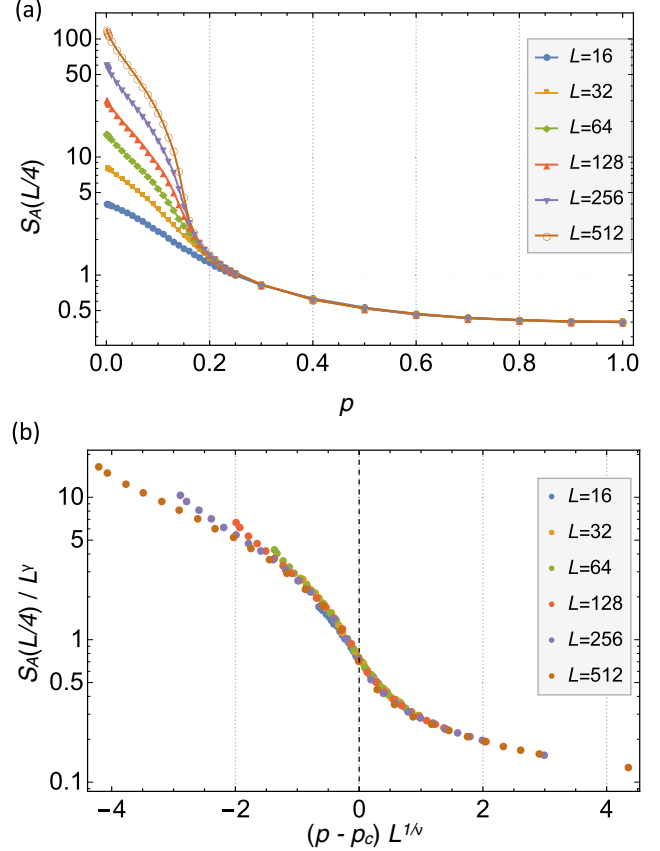 (a)
100
50
10
5
1
0.5
S_A(L/4)
0.0 0.2 0.4 0.6 0.8 1.0
p
L=16
L=32
L=64
L=128
L=256
L=512
(b)
10
5
1
0.5
0.1
S_A(L/4) / L^γ
−4 −2 0 2 4
(p - p_c) L^{1/ν}
L=16
L=32
L=64
L=128
L=256
L=512